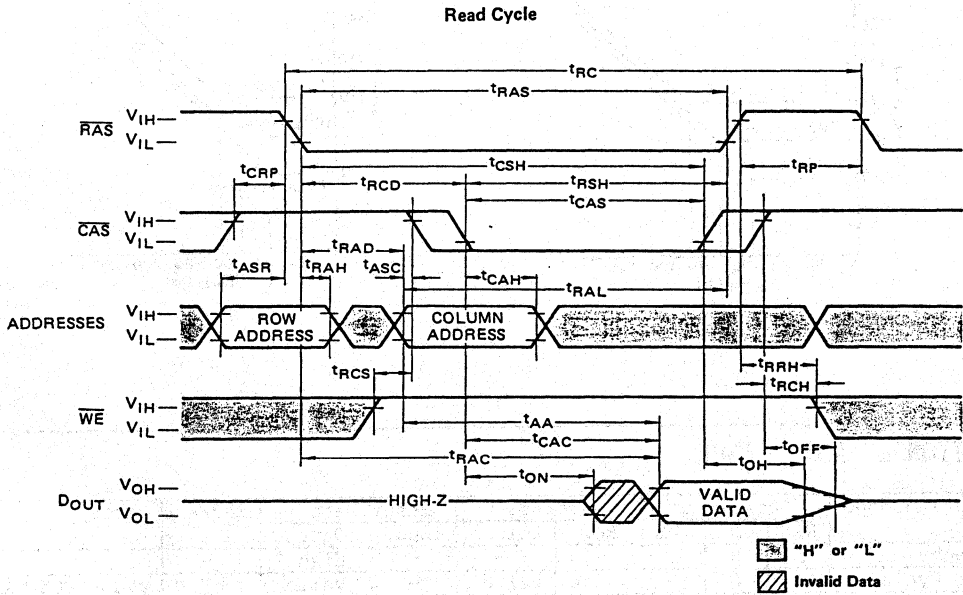 Read Cycle
tRC
tRAS
RAS VIH
VIL
tCSH
tRP
tCRP
tRCD
tRSH
tCAS
CAS VIH
VIL
tRAD
tASR
tRAH
tASC
tCAH
tRAL
ADDRESSES VIH
VIL
ROW ADDRESS
COLUMN ADDRESS
tRCS
tRRH
tRCH
WE VIH
VIL
tAA
tCAC
tRAC
tOFF
tOH
tON
DOUT VOH
VOL
HIGH-Z
VALID DATA
"H" or "L"
Invalid Data